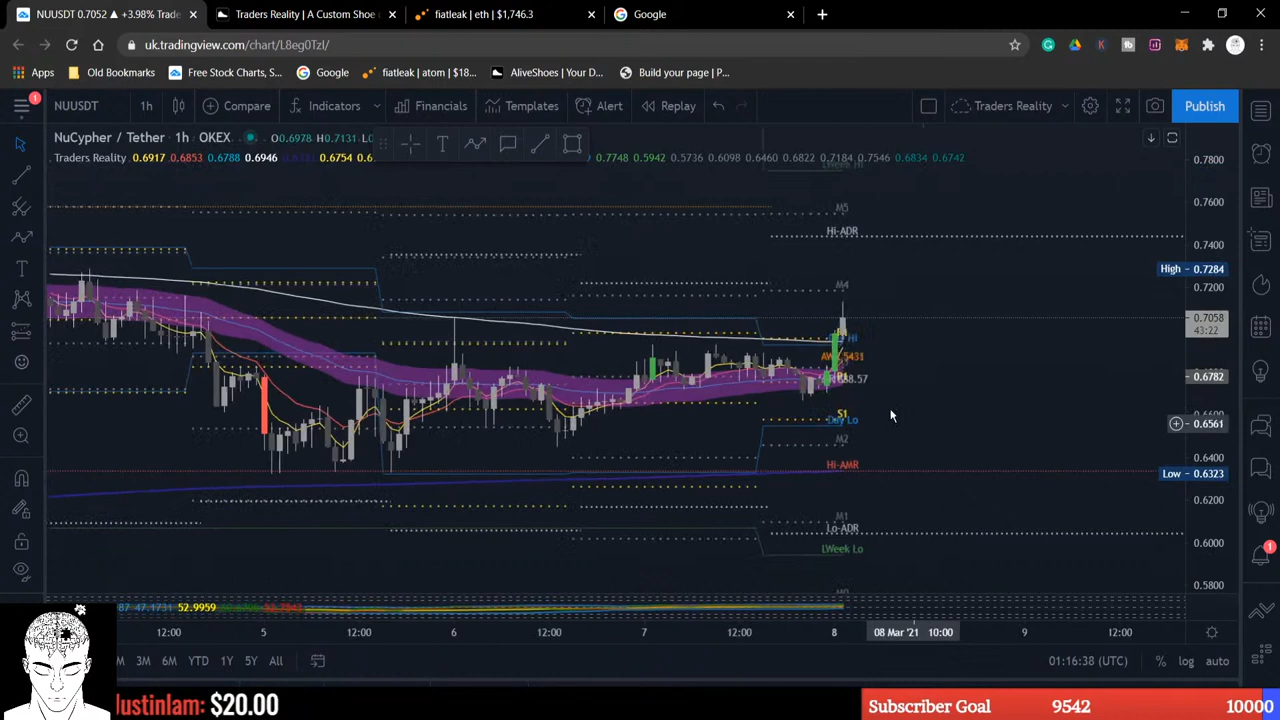 NUUSDT 0.7052 ▲ +3.98% Trade
Traders Reality | A Custom Shoe
fiatleak | eth | $1,746.3
Google
uk.tradingview.com/chart/L8eg0TzI/
Apps
Old Bookmarks
Free Stock Charts, S...
Google
fiatleak | atom | $18...
AliveShoes | Your D...
Build your page | P...
1
NUUSDT
1h
Compare
Indicators
Financials
Templates
Alert
Replay
Traders Reality
Publish
NuCypher / Tether 1h OKEX
O0.6978 H0.7131 L0
Traders Reality 0.6917 0.6853 0.6788 0.6946 0.6754 0.6
0.7748 0.5942 0.5736 0.6098 0.6460 0.6822 0.7184 0.7546 0.6834 0.6742
LWeek Hi
M5
Hi-ADR
M4
M2
Hi-AMR
M1
Lo-ADR
LWeek Lo
S1
Day Lo
0.7800
0.7600
0.7400
High 0.7284
0.7200
0.7058
43:22
0.6782
0.6561
0.6400
Low 0.6323
0.6200
0.6000
0.5800
1
87 47.1731 52.9959
12:00
5
12:00
6
12:00
7
12:00
8
08 Mar '21 10:00
9
12:00
M
3M
6M
YTD
1Y
5Y
All
01:16:38 (UTC)
%
log
auto
Justinlam: $20.00
Subscriber Goal
9542
10000